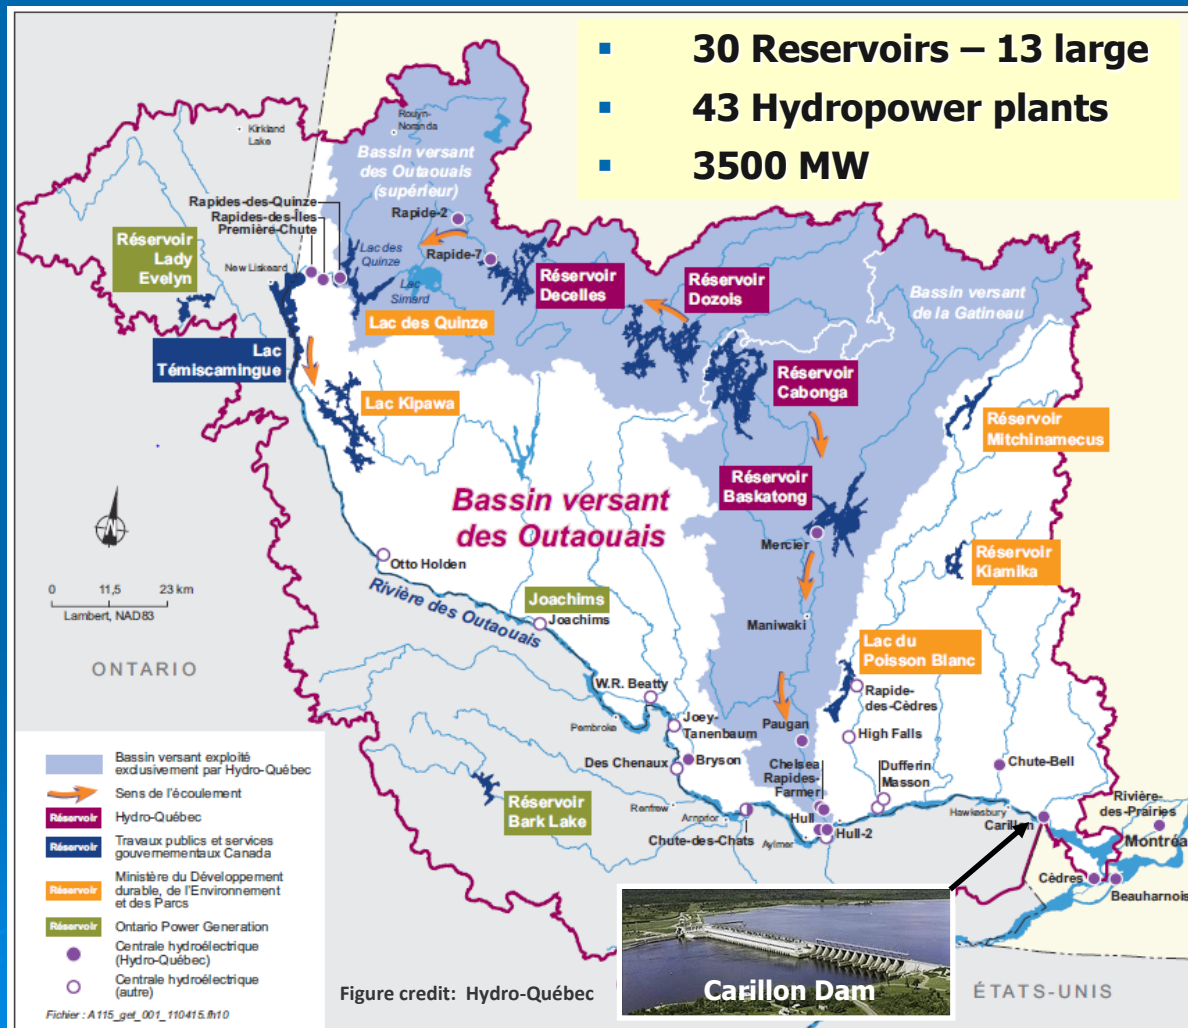 30 Reservoirs – 13 large
43 Hydropower plants
3500 MW
Kirkland
Lake
Rouyn-
Noranda
Bassin versant
des Outaouais
(supérieur)
Rapides-des-Quinze
Rapides-des-Îles
Première-Chute
Rapide-2
Rapide-7
Lac des
Quinze
Lac
Simard
Réservoir
Lady
Evelyn
New Liskeard
Réservoir
Decelles
Réservoir
Dozois
Bassin versant
de la Gatineau
Lac des Quinze
Lac
Témiscamingue
Lac Kipawa
Réservoir
Cabonga
Réservoir
Mitchinamecus
Réservoir
Baskatong
Bassin versant
des Outaouais
Mercier
Réservoir
Kiamika
Otto Holden
0 11,5 23 km
Lambert, NAD83
Rivière des Outaouais
Joachims
Joachims
Maniwaki
Lac du
Poisson Blanc
ONTARIO
W.R. Beatty
Rapide-
des-Cèdres
Pembroke
Joey-
Tanenbaum
Paugan
High Falls
Des Chenaux
Bryson
Chelsea
Rapides-
Farmer
Dufferin
Masson
Chute-Bell
Réservoir
Bark Lake
Renfrew
Arnprior
Chute-des-Chats
Aylmer
Hull
Hull-2
Hawkesbury
Carillon
Rivière-
des-Prairies
Montréa
Cèdres
Beauharnois
Bassin versant exploité
exclusivement par Hydro-Québec
Sens de l'écoulement
Réservoir Hydro-Québec
Réservoir Travaux publics et services
gouvernementaux Canada
Réservoir Ministère du Développement
durable, de l'Environnement
et des Parcs
Réservoir Ontario Power Generation
Centrale hydroélectrique
(Hydro-Québec)
Centrale hydroélectrique
(autre)
Fichier : A115_get_001_110415.fh10
Figure credit: Hydro-Québec
Carillon Dam
ÉTATS-UNIS